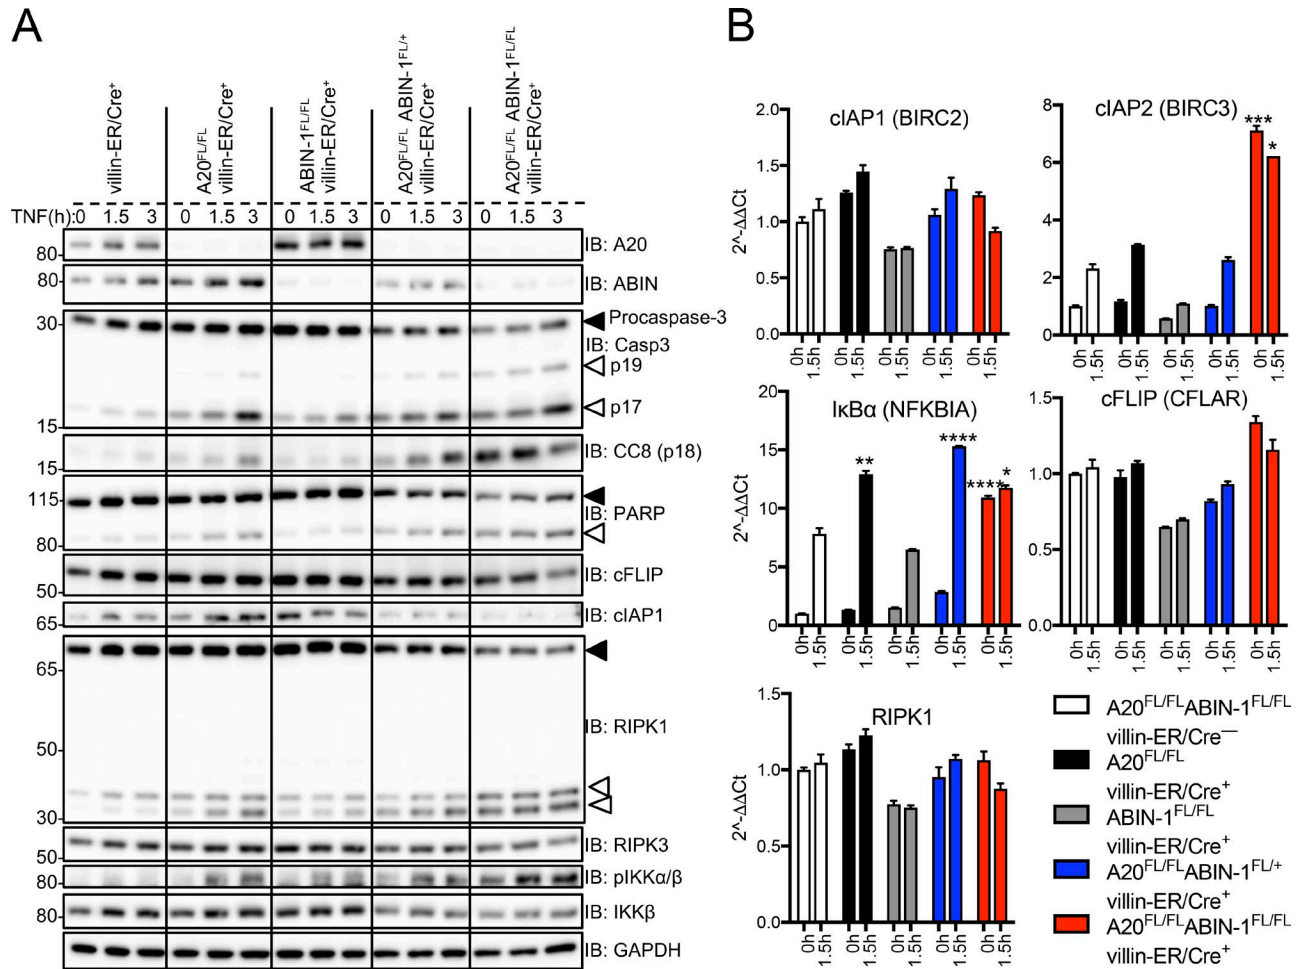 A
villin-ER/Cre⁺
A20FL/FL
villin-ER/Cre⁺
ABIN-1FL/FL
villin-ER/Cre⁺
A20FL/FL ABIN-1FL/+
villin-ER/Cre⁺
A20FL/FL ABIN-1FL/FL
villin-ER/Cre⁺
TNF(h): 0 1.5 3 0 1.5 3 0 1.5 3 0 1.5 3 0 1.5 3
80 IB: A20
80 IB: ABIN
30 Procaspase-3
IB: Casp3
p19
p17
15
15 IB: CC8 (p18)
115
IB: PARP
80
IB: cFLIP
50
IB: cIAP1
65
65
IB: RIPK1
50
30
IB: RIPK3
50
80 IB: pIKKα/β
80 IB: IKKβ
IB: GAPDH
B
cIAP1 (BIRC2)
2^-ΔΔCt
2.0
1.5
1.0
0.5
0.0
0h 1.5h 0h 1.5h 0h 1.5h 0h 1.5h 0h 1.5h
cIAP2 (BIRC3)
8
6
4
2
0
*** *
0h 1.5h 0h 1.5h 0h 1.5h 0h 1.5h 0h 1.5h
IκBα (NFKBIA)
2^-ΔΔCt
20
15
10
5
0
** **** **** *
0h 1.5h 0h 1.5h 0h 1.5h 0h 1.5h 0h 1.5h
cFLIP (CFLAR)
1.5
1.0
0.5
0.0
0h 1.5h 0h 1.5h 0h 1.5h 0h 1.5h 0h 1.5h
RIPK1
2^-ΔΔCt
1.5
1.0
0.5
0.0
0h 1.5h 0h 1.5h 0h 1.5h 0h 1.5h 0h 1.5h
A20FL/FLABIN-1FL/FL
villin-ER/Cre—
A20FL/FL
villin-ER/Cre⁺
ABIN-1FL/FL
villin-ER/Cre⁺
A20FL/FLABIN-1FL/+
villin-ER/Cre⁺
A20FL/FLABIN-1FL/FL
villin-ER/Cre⁺